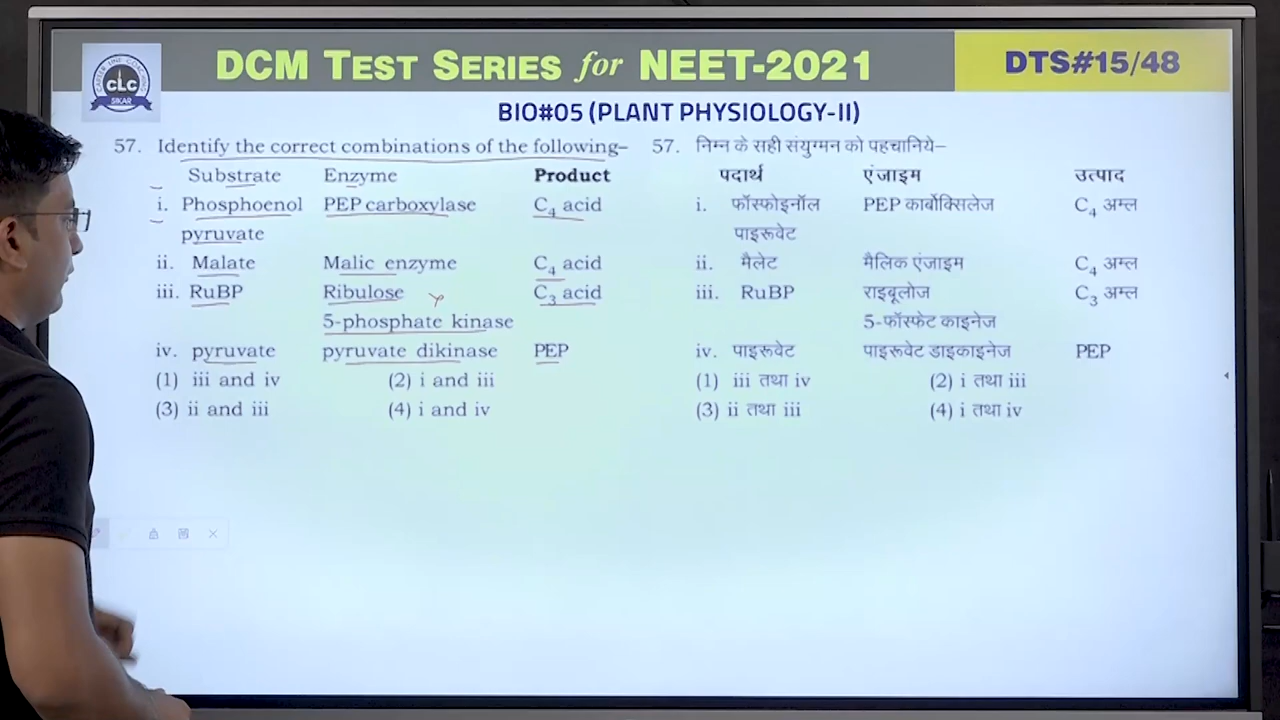 DCM TEST SERIES for NEET-2021
DTS#15/48
CLC
SIKAR
BIO#05 (PLANT PHYSIOLOGY-II)
57. Identify the correct combinations of the following–
Substrate Enzyme Product
i. Phosphoenol PEP carboxylase C4 acid
pyruvate
ii. Malate Malic enzyme C4 acid
iii. RuBP Ribulose C3 acid
5-phosphate kinase
iv. pyruvate pyruvate dikinase PEP
(1) iii and iv (2) i and iii
(3) ii and iii (4) i and iv
57. निम्न के सही संयुग्मन को पहचानिये–
पदार्थ एंजाइम उत्पाद
i. फॉस्फोइनॉल PEP कार्बोक्सिलेज C4 अम्ल
पाइरूवेट
ii. मैलेट मैलिक एंजाइम C4 अम्ल
iii. RuBP राइबूलोज C3 अम्ल
5-फॉस्फेट काइनेज
iv. पाइरूवेट पाइरूवेट डाइकाइनेज PEP
(1) iii तथा iv (2) i तथा iii
(3) ii तथा iii (4) i तथा iv